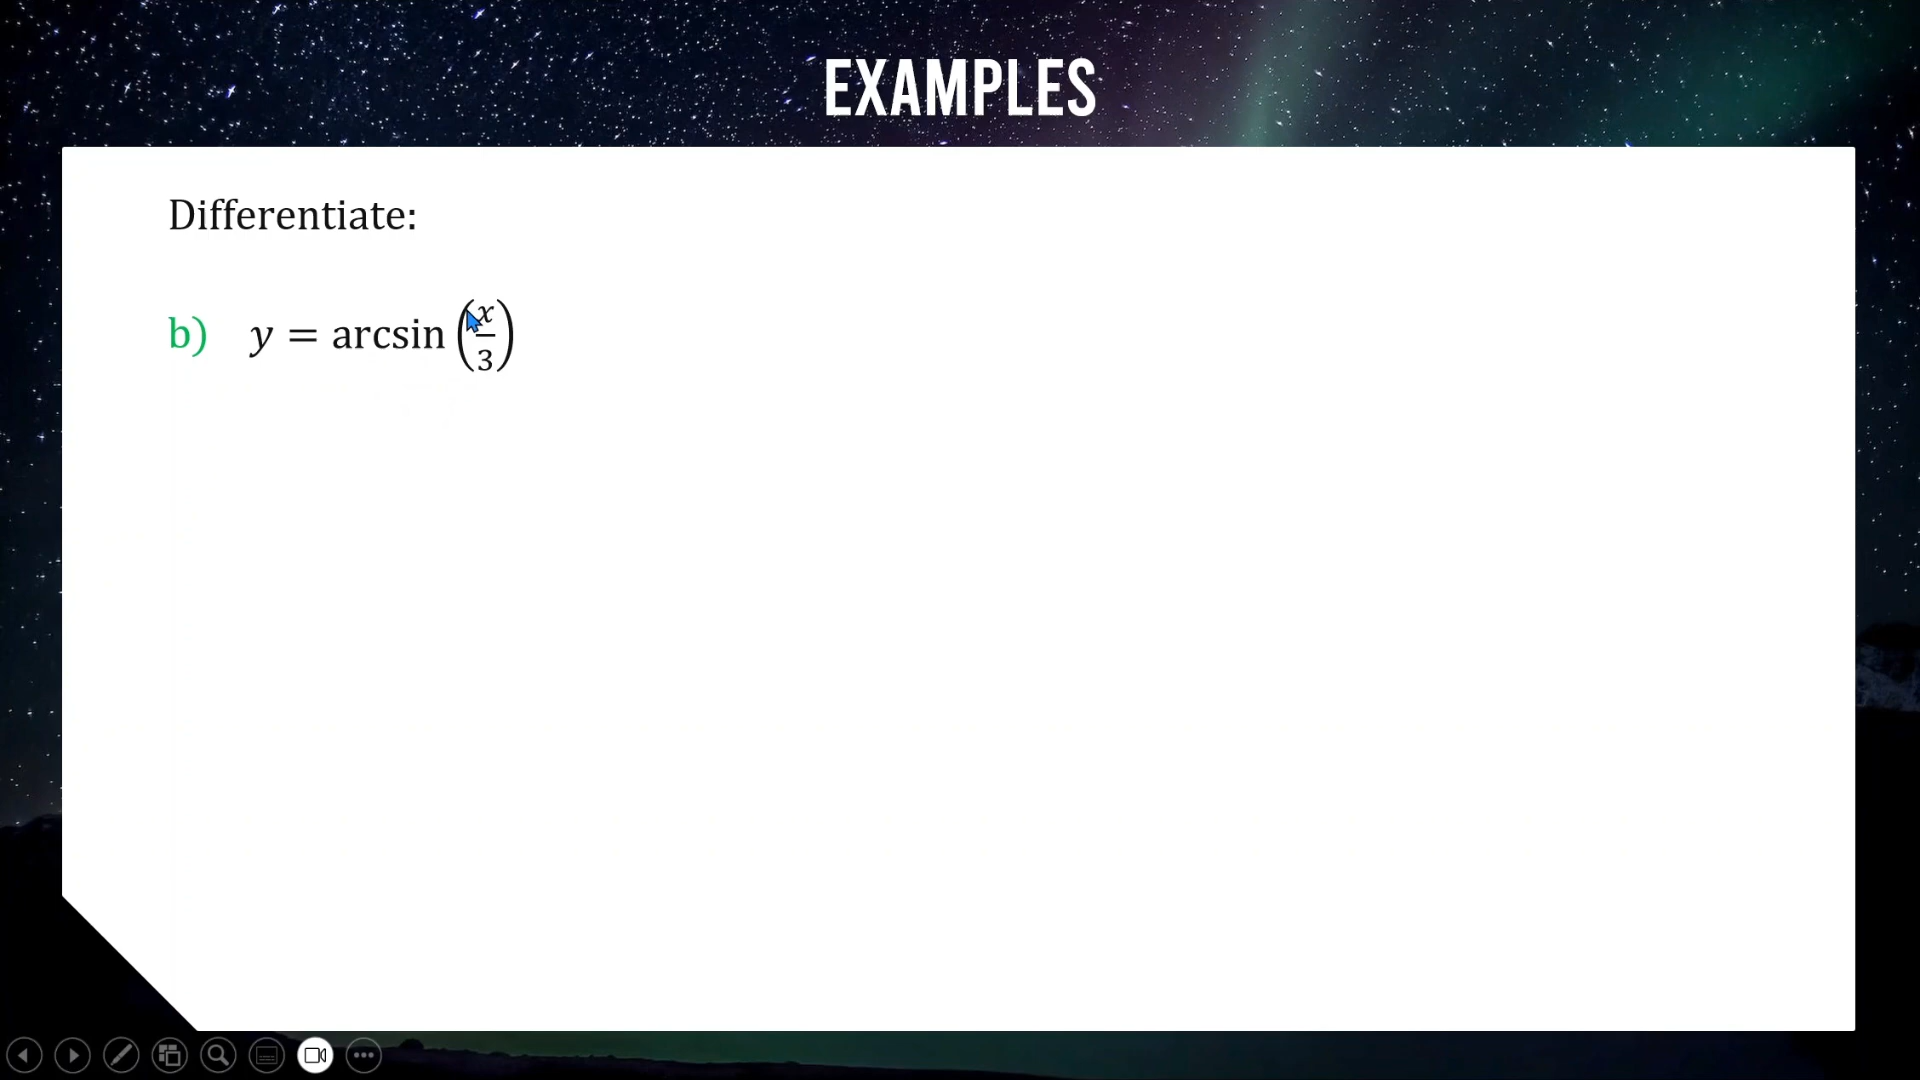 EXAMPLES
Differentiate:
b) y = arcsin (x/3)